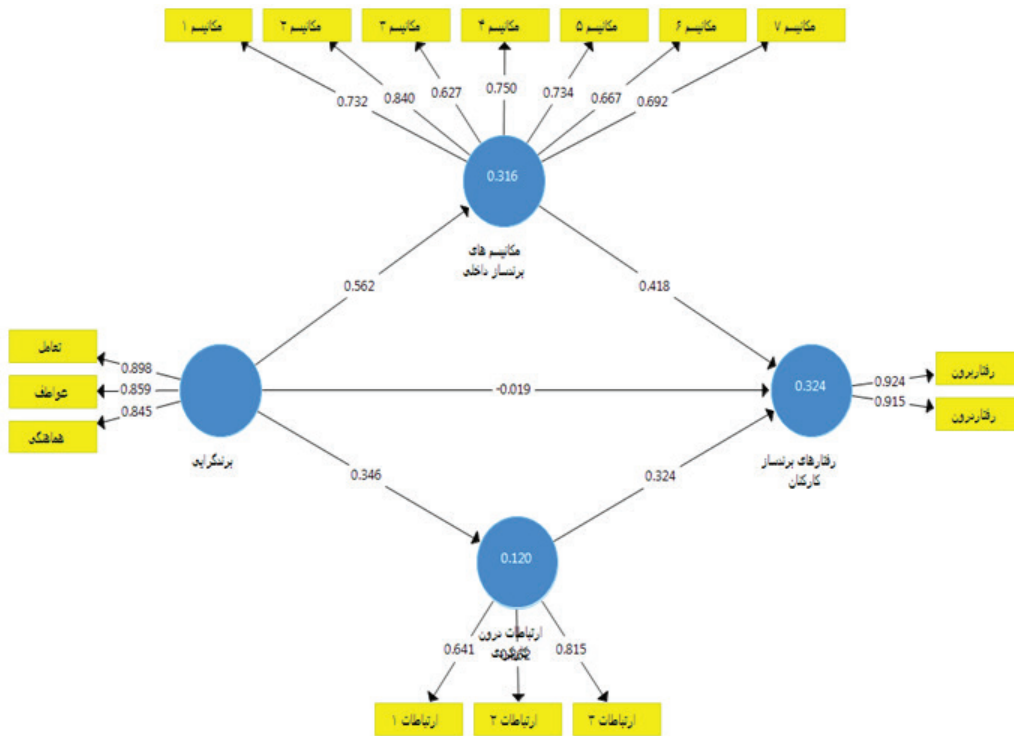 مکانیسم ۱
مکانیسم ۲
مکانیسم ۳
مکانیسم ۴
مکانیسم ۵
مکانیسم ۶
مکانیسم ۷
0.732
0.840
0.627
0.750
0.734
0.667
0.692
0.316
مکانیسم های
برندساز داخلی
0.562
0.418
تعامل
عواطف
هماهنگی
0.898
0.859
0.845
برندگرایی
-0.019
0.324
رفتارهای برندساز
کارکنان
0.924
0.915
رفتاربرون
رفتاردرون
0.346
0.324
0.120
ارتباطات درون
0.641
0.815
ارتباطات ۱
ارتباطات ۲
ارتباطات ۳